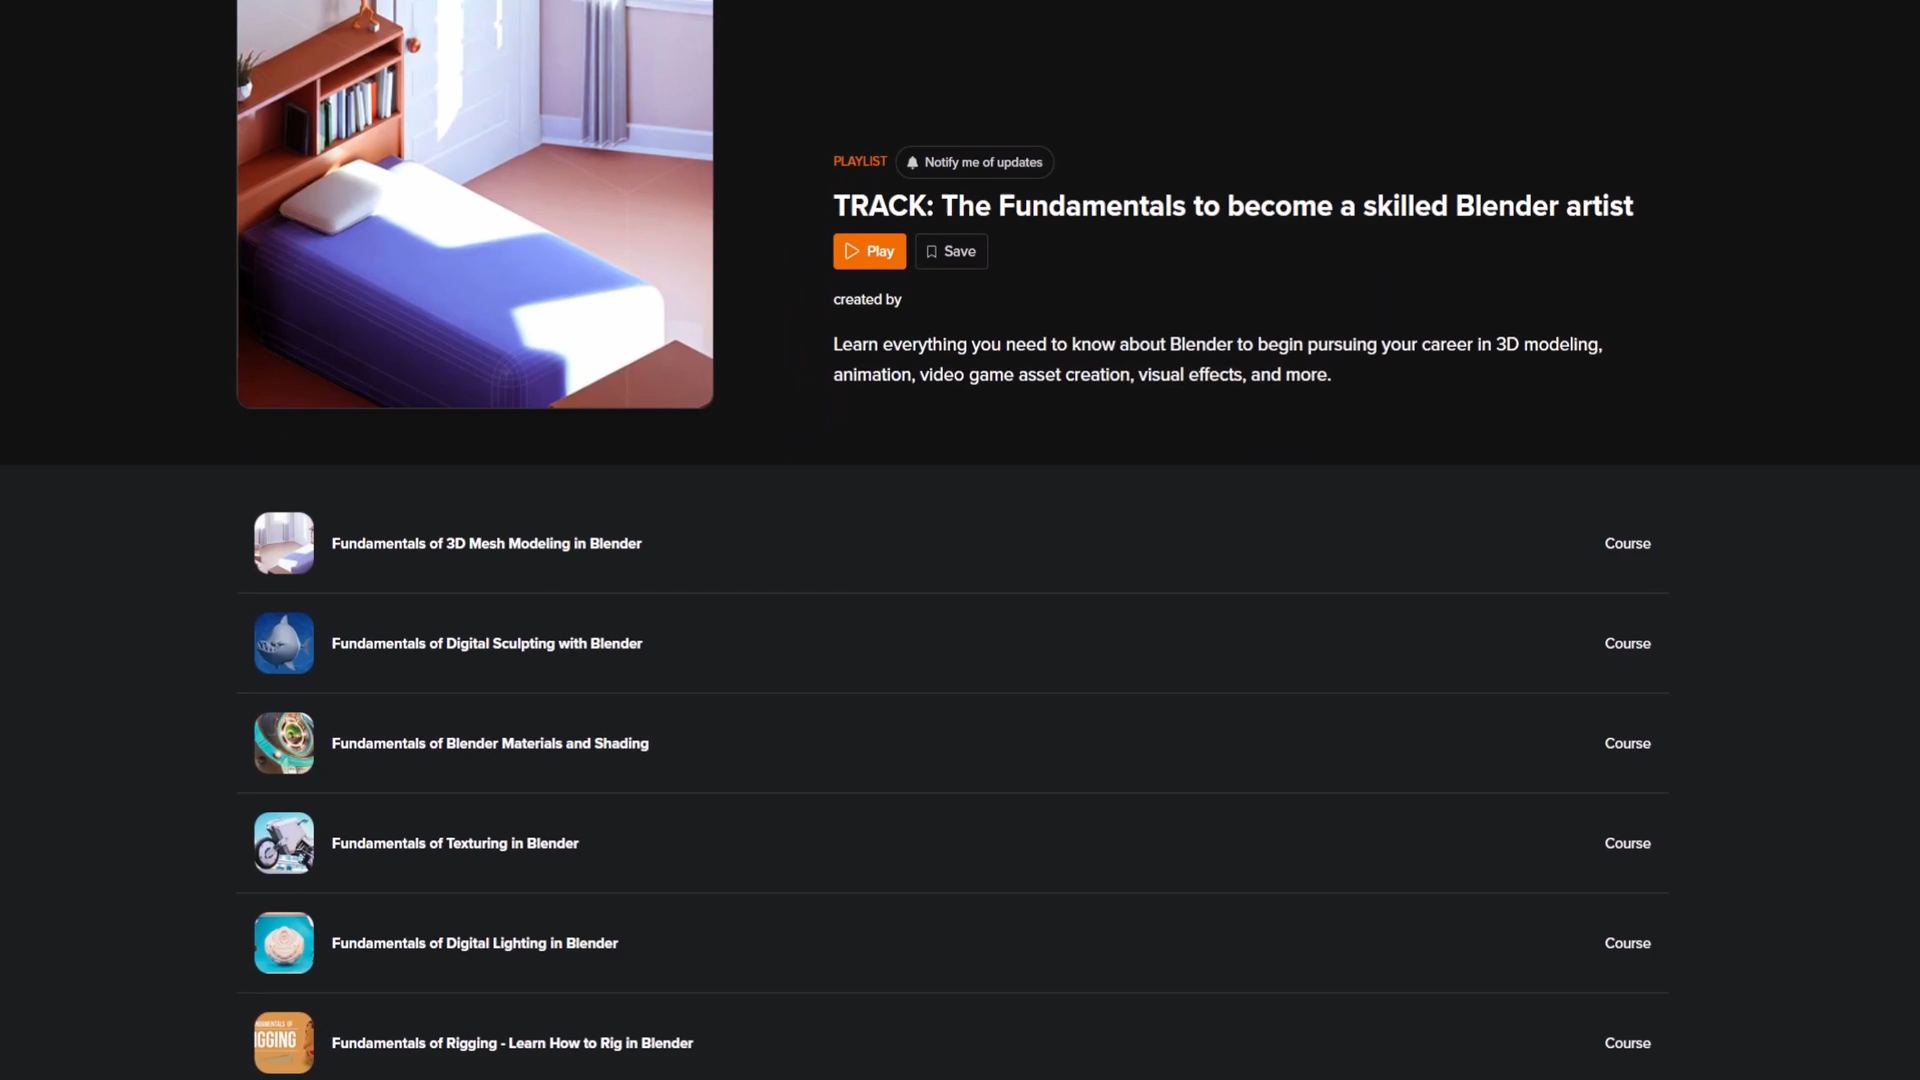 PLAYLIST
Notify me of updates
TRACK: The Fundamentals to become a skilled Blender artist
Play
Save
created by
Learn everything you need to know about Blender to begin pursuing your career in 3D modeling,
animation, video game asset creation, visual effects, and more.
Fundamentals of 3D Mesh Modeling in Blender
Course
Fundamentals of Digital Sculpting with Blender
Course
Fundamentals of Blender Materials and Shading
Course
Fundamentals of Texturing in Blender
Course
Fundamentals of Digital Lighting in Blender
Course
IGGING
Fundamentals of Rigging - Learn How to Rig in Blender
Course